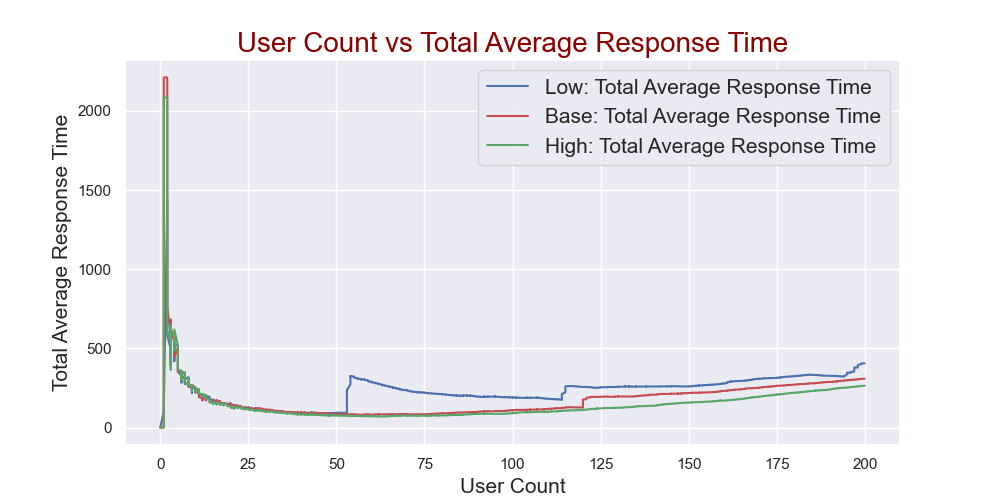 User Count vs Total Average Response Time
Total Average Response Time
2000
1500
1000
500
0
Low: Total Average Response Time
Base: Total Average Response Time
High: Total Average Response Time
0 25 50 75 100 125 150 175 200
User Count